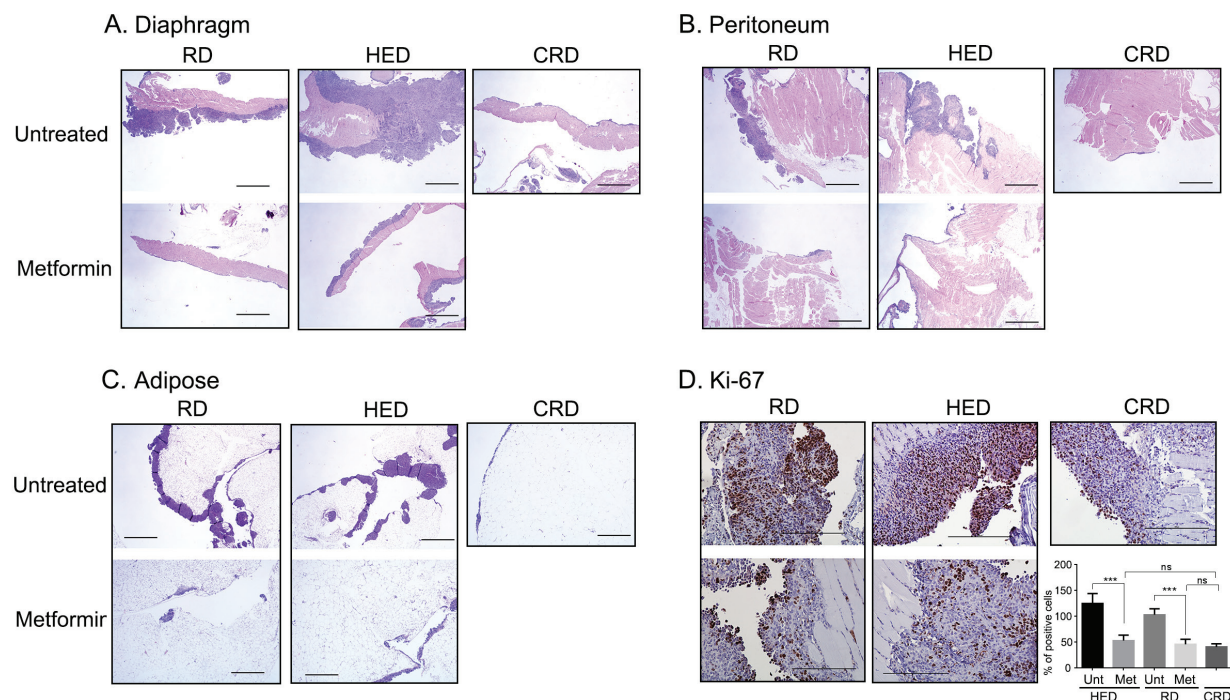 A. Diaphragm
RD HED CRD
Untreated
Metformin
B. Peritoneum
RD HED CRD
C. Adipose
RD HED CRD
Untreated
Metformir
D. Ki-67
RD HED CRD
% of positive cells
200
150
100
50
0
*** *** ns ns
Unt Met Unt Met
HED RD CRD